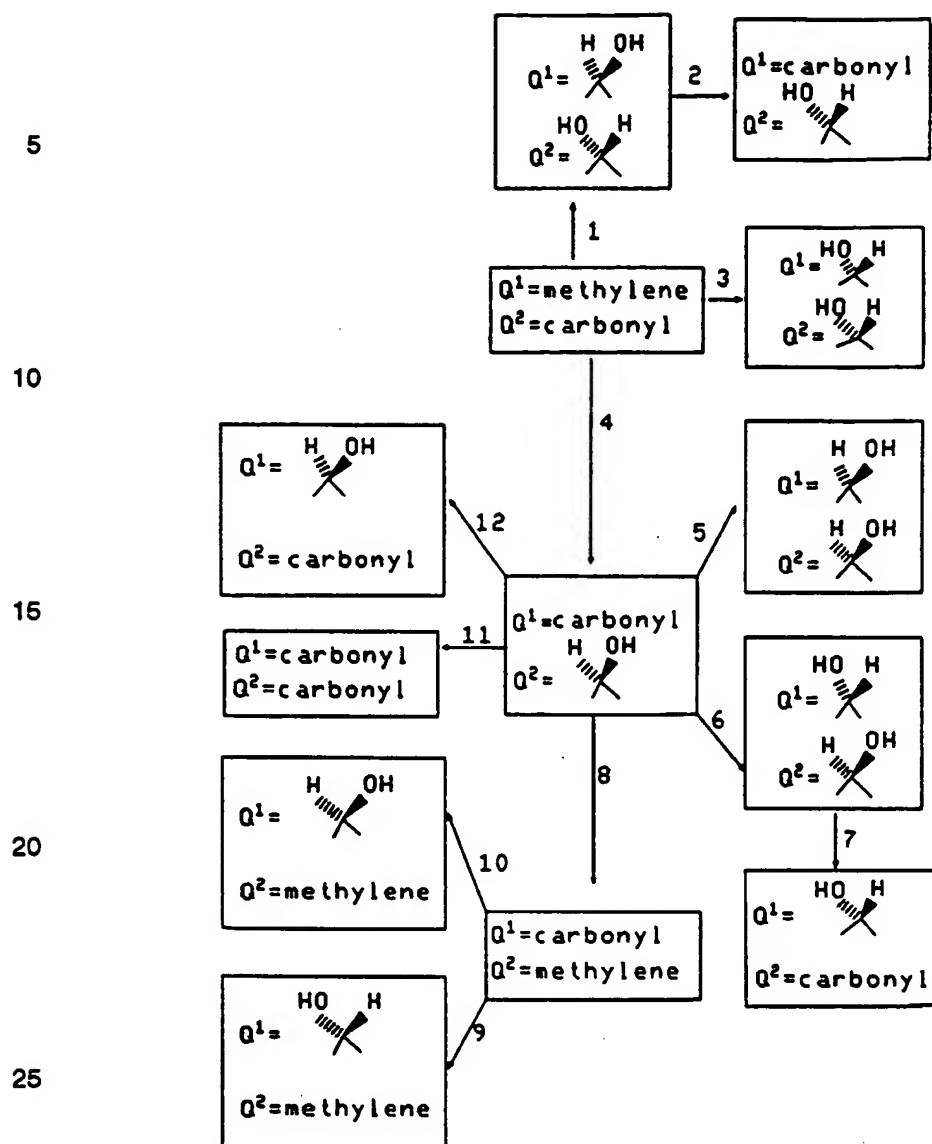 H OH
Q¹=
HO H
Q²=
2
Q¹=carbonyl
HO H
Q²=
5
1
Q¹=methylene
Q²=carbonyl
3
HO H
Q¹=
HO H
Q²=
10
4
H OH
Q¹=
Q²=carbonyl
12
5
H OH
Q¹=
H OH
Q²=
15
Q¹=carbonyl
Q²=carbonyl
11
Q¹=carbonyl
H OH
Q²=
6
HO H
Q¹=
H OH
Q²=
8
H OH
Q¹=
Q²=methylene
20
10
7
Q¹=carbonyl
Q²=methylene
HO H
Q¹=
Q²=carbonyl
HO H
Q¹=
Q²=methylene
9
25